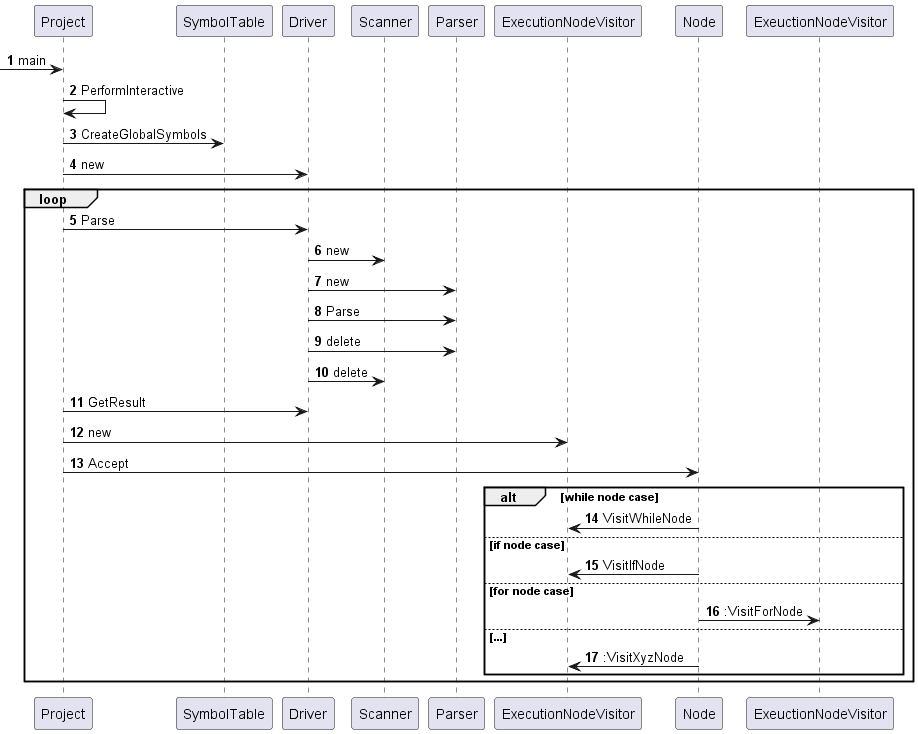 Project SymbolTable Driver Scanner Parser ExecutionNodeVisitor Node ExeuctionNodeVisitor
1 main
2 PerformInteractive
3 CreateGlobalSymbols
4 new
loop
5 Parse
6 new
7 new
8 Parse
9 delete
10 delete
11 GetResult
12 new
13 Accept
alt [while node case]
14 VisitWhileNode
[if node case]
15 VisitIfNode
[for node case]
16 :VisitForNode
[...]
17 :VisitXyzNode
Project SymbolTable Driver Scanner Parser ExecutionNodeVisitor Node ExeuctionNodeVisitor